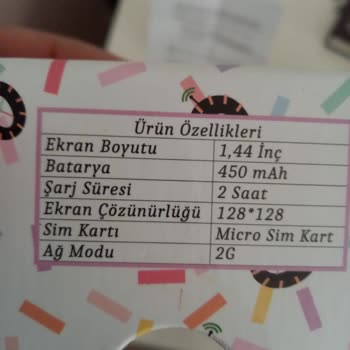 Ürün Özellikleri
Ekran Boyutu 1,44 İnç
Batarya 450 mAh
Şarj Süresi 2 Saat
Ekran Çözünürlüğü 128*128
Sim Kartı Micro Sim Kart
Ağ Modu 2G